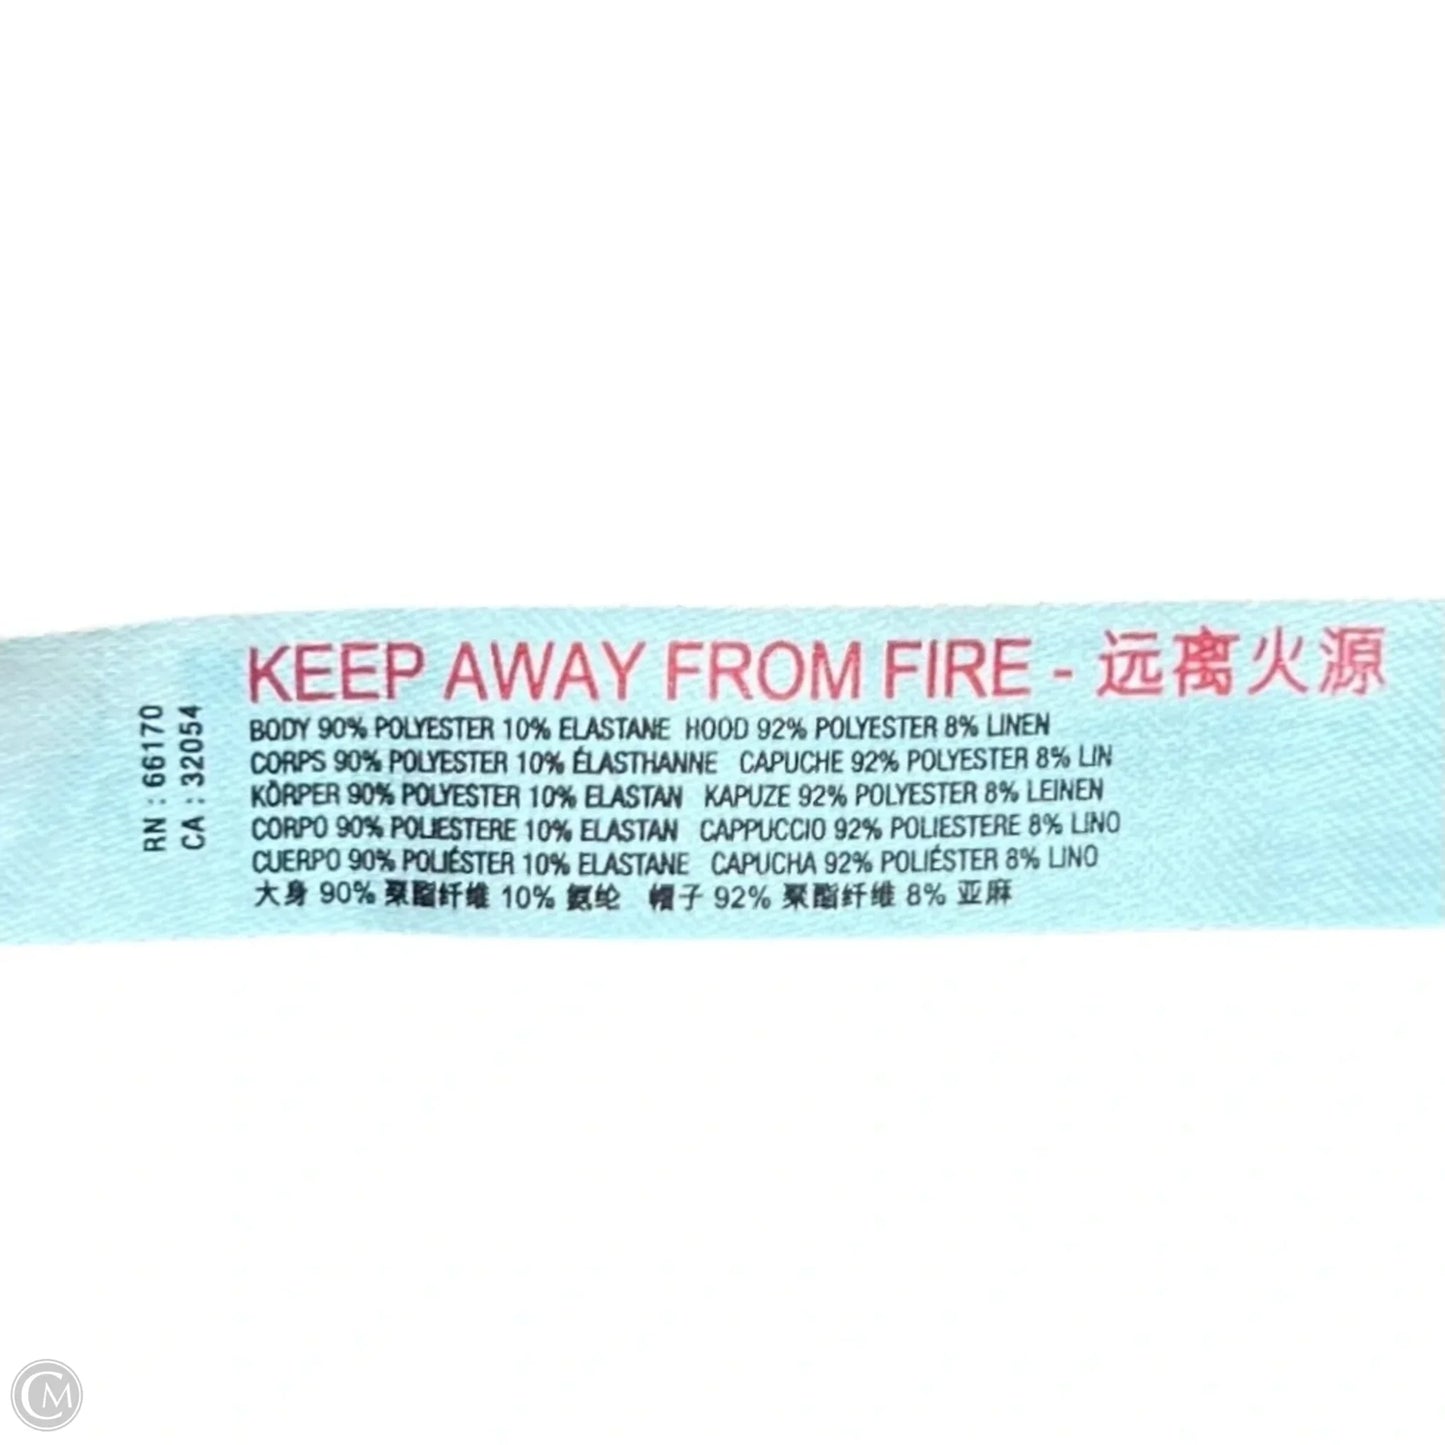 KEEP AWAY FROM FIRE - 远离火源
RN : 66170
CA : 32054
BODY 90% POLYESTER 10% ELASTANE HOOD 92% POLYESTER 8% LINEN
CORPS 90% POLYESTER 10% ÉLASTHANNE CAPUCHE 92% POLYESTER 8% LIN
KÖRPER 90% POLYESTER 10% ELASTAN KAPUZE 92% POLYESTER 8% LEINEN
CORPO 90% POLIESTERE 10% ELASTAN CAPPUCCIO 92% POLIESTERE 8% LINO
CUERPO 90% POLIÉSTER 10% ELASTANE CAPUCHA 92% POLIÉSTER 8% LINO
大身 90% 聚酯纤维 10% 氨纶 帽子 92% 聚酯纤维 8% 亚麻
CM